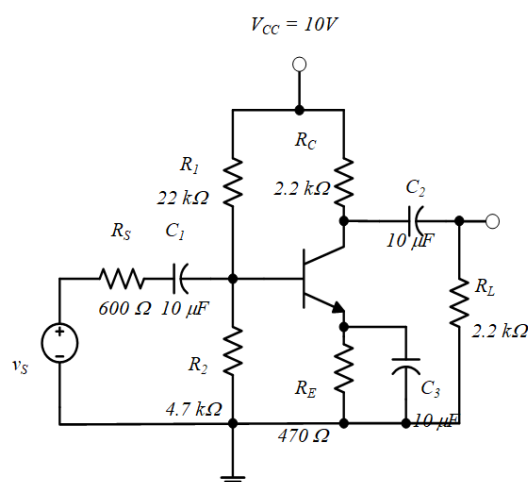 V_CC = 10V
R_1
22 kΩ
R_C
2.2 kΩ
C_2
10 μF
R_S
600 Ω
C_1
10 μF
R_L
2.2 kΩ
+
−
v_S
R_2
4.7 kΩ
R_E
470 Ω
C_3
10 μF